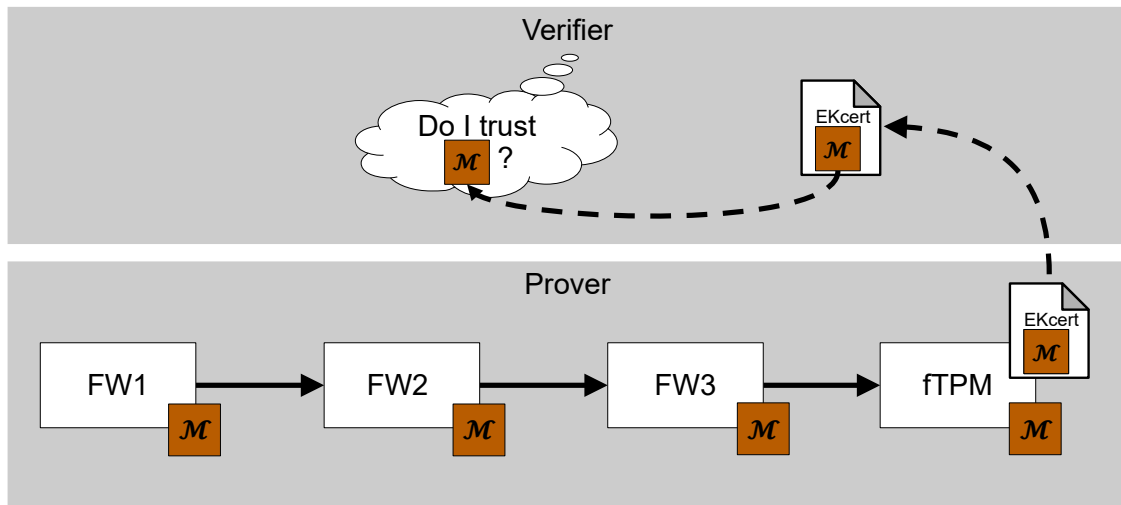 Verifier
Do I trust
ℳ ?
EKcert
ℳ
Prover
EKcert
ℳ
FW1
ℳ
FW2
ℳ
FW3
ℳ
fTPM
ℳ